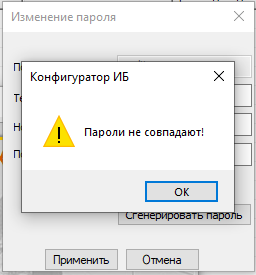 Изменение пароля
Конфигуратор ИБ
Пароли не совпадают!
OK
Сгенерировать пароль
Применить
Отмена